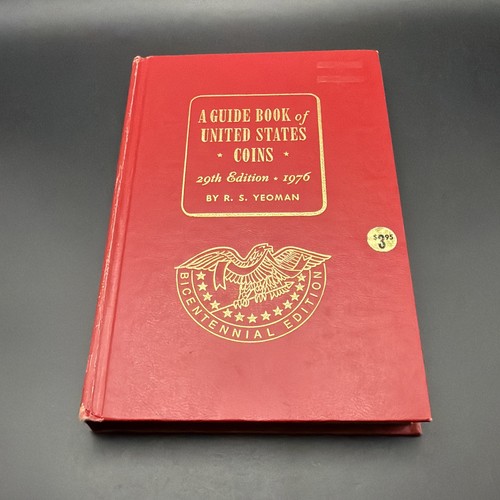 A GUIDE BOOK of
UNITED STATES
* COINS *
29th Edition • 1976
BY R. S. YEOMAN
$3.95
BICENTENNIAL EDITION